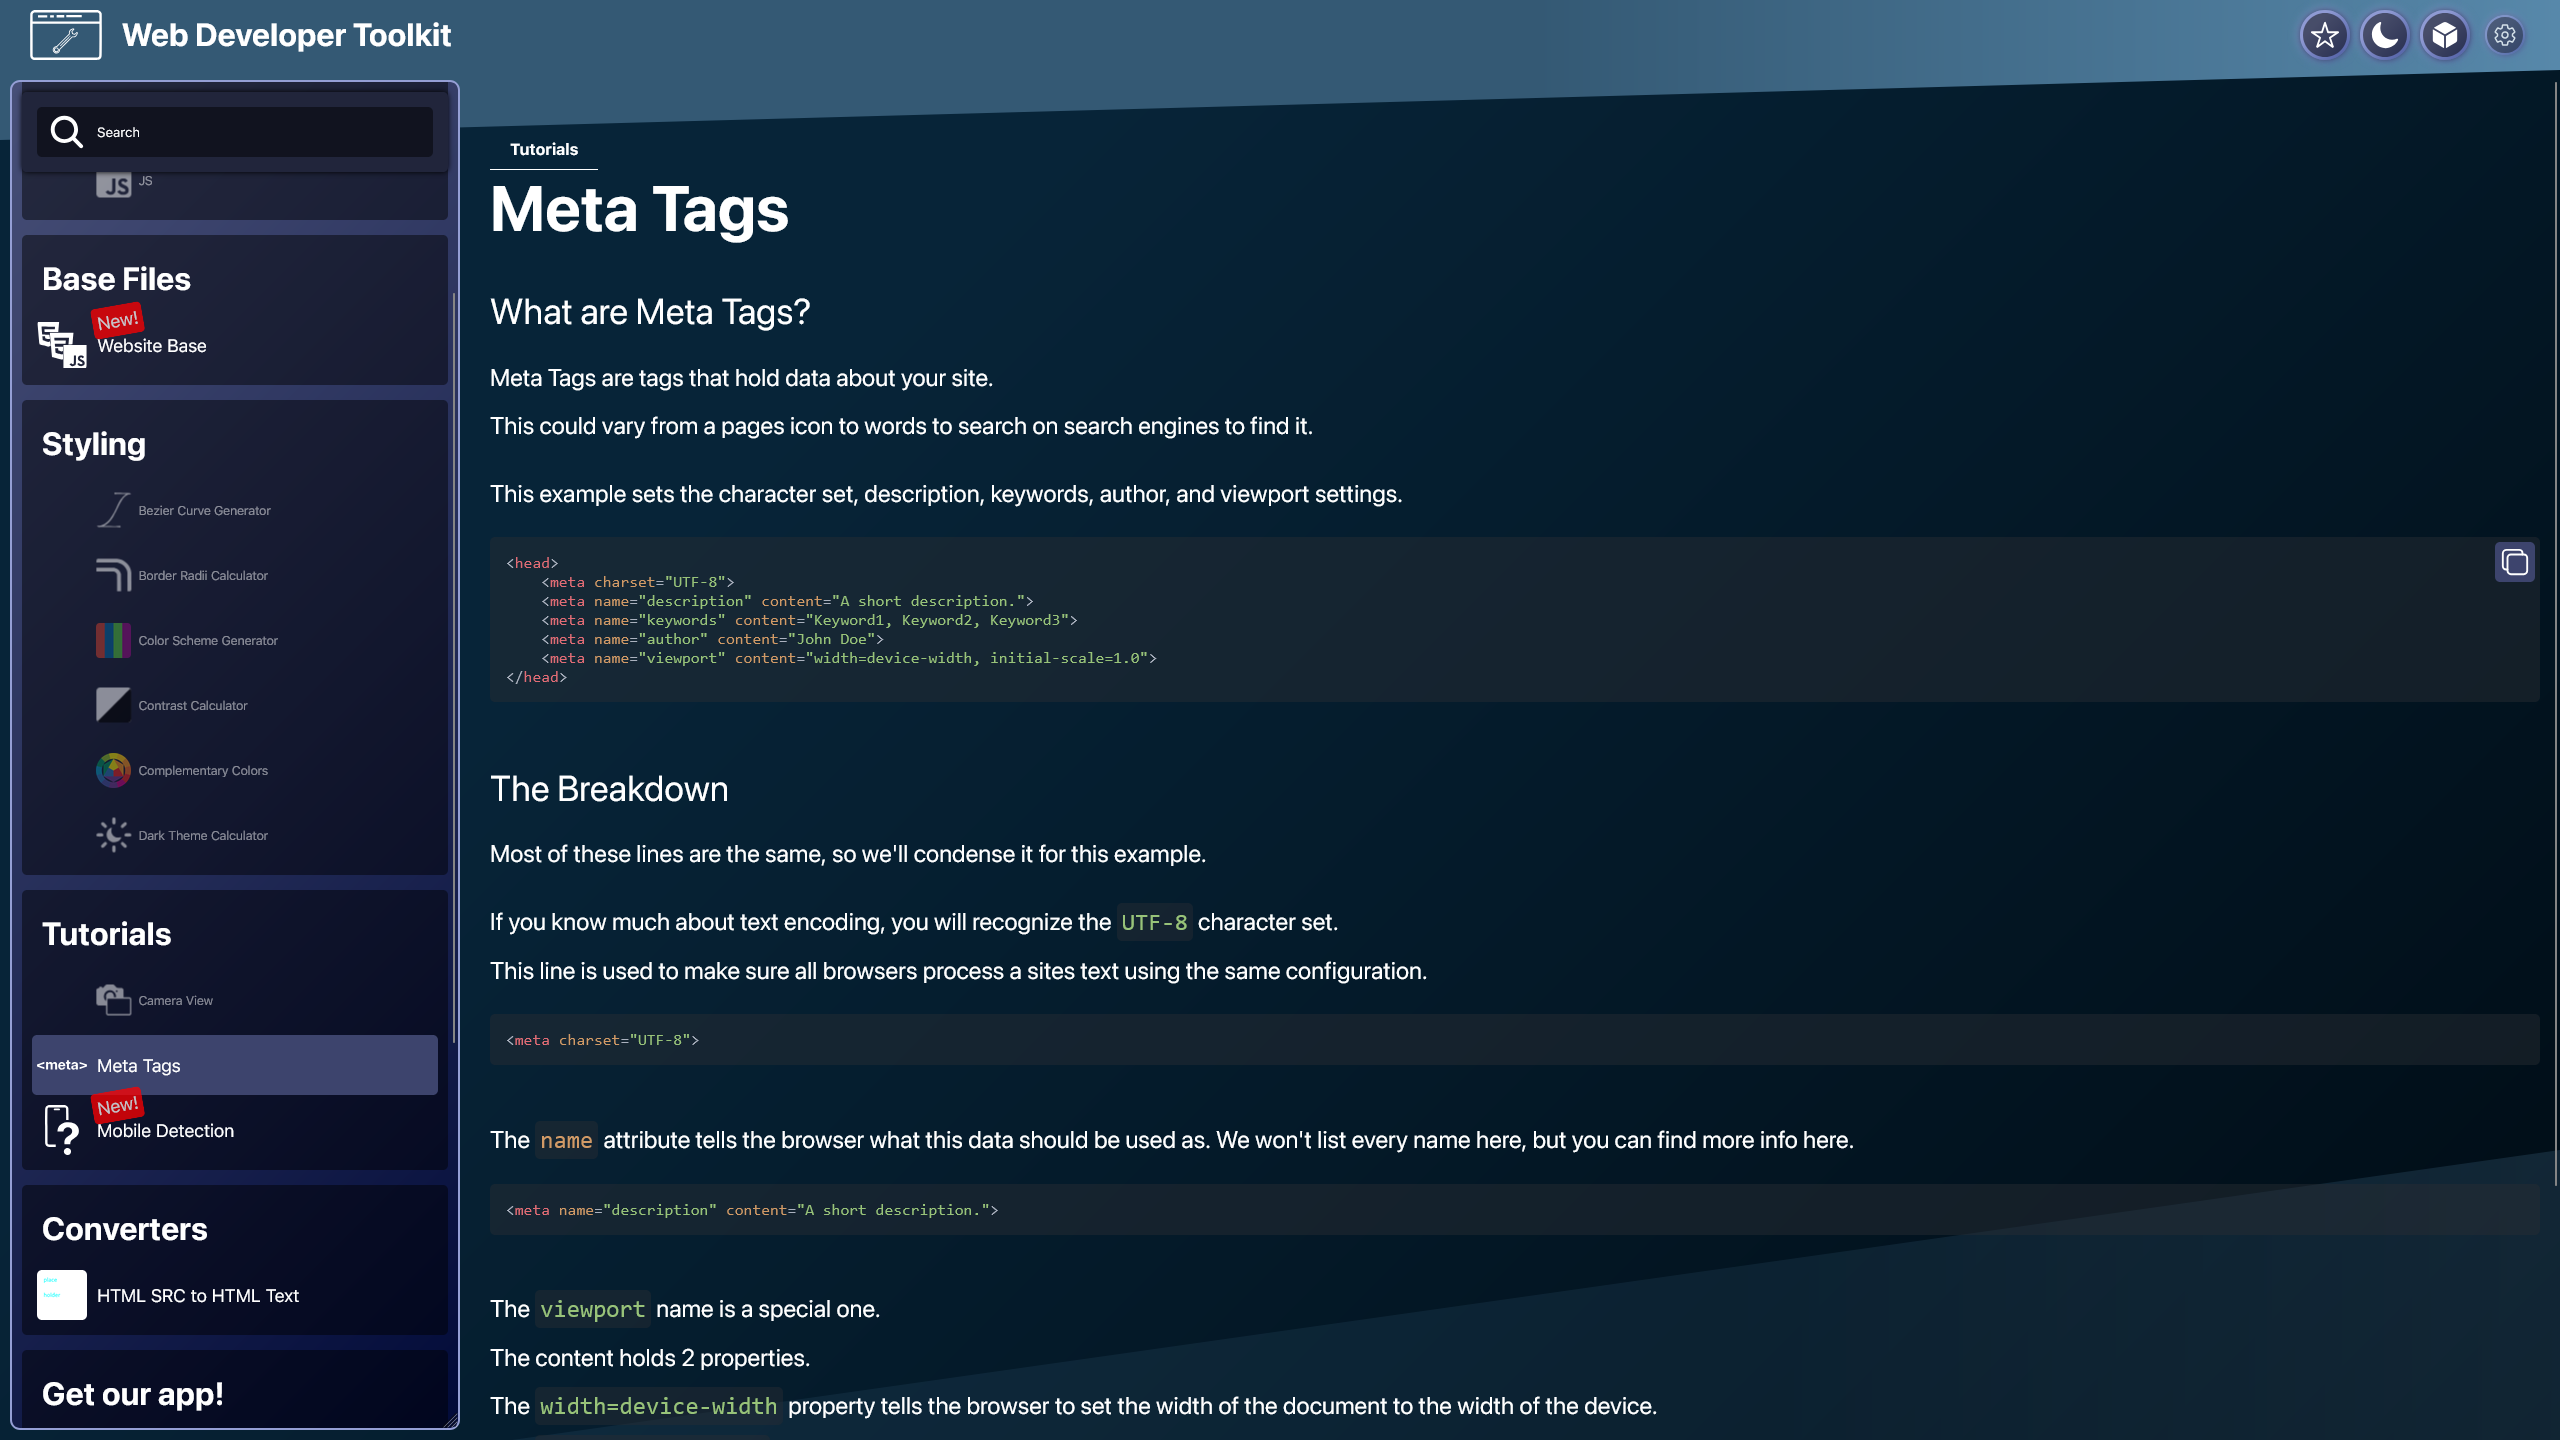 Web Developer Toolkit
Search
JS
JS
Base Files
New!
JS
Website Base
Styling
Bezier Curve Generator
Border Radii Calculator
Color Scheme Generator
Contrast Calculator
Complementary Colors
Dark Theme Calculator
Tutorials
Camera View
<meta> Meta Tags
New!
Mobile Detection
Converters
place
holder
HTML SRC to HTML Text
Get our app!
Tutorials
Meta Tags
What are Meta Tags?
Meta Tags are tags that hold data about your site.
This could vary from a pages icon to words to search on search engines to find it.
This example sets the character set, description, keywords, author, and viewport settings.
<head>
    <meta charset="UTF-8">
    <meta name="description" content="A short description.">
    <meta name="keywords" content="Keyword1, Keyword2, Keyword3">
    <meta name="author" content="John Doe">
    <meta name="viewport" content="width=device-width, initial-scale=1.0">
</head>
The Breakdown
Most of these lines are the same, so we'll condense it for this example.
If you know much about text encoding, you will recognize the UTF-8 character set.
This line is used to make sure all browsers process a sites text using the same configuration.
<meta charset="UTF-8">
The name attribute tells the browser what this data should be used as. We won't list every name here, but you can find more info here.
<meta name="description" content="A short description.">
The viewport name is a special one.
The content holds 2 properties.
The width=device-width property tells the browser to set the width of the document to the width of the device.